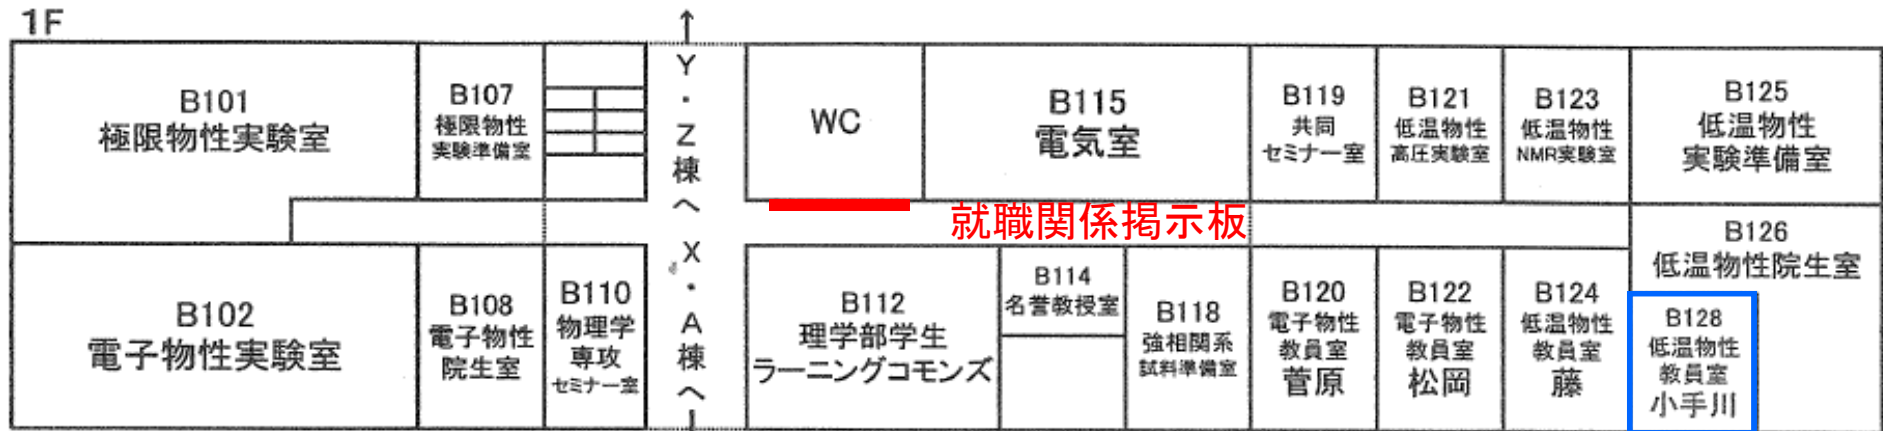 1F
↑
Y・Z棟へ
X・A棟へ
↓
B101
極限物性実験室
B107
極限物性
実験準備室
WC
B115
電気室
B119
共同
セミナー室
B121
低温物性
高圧実験室
B123
低温物性
NMR実験室
B125
低温物性
実験準備室
就職関係掲示板
B126
低温物性院生室
B102
電子物性実験室
B108
電子物性
院生室
B110
物理学
専攻
セミナー室
B112
理学部学生
ラーニングコモンズ
B114
名誉教授室
B118
強相関系
試料準備室
B120
電子物性
教員室
菅原
B122
電子物性
教員室
松岡
B124
低温物性
教員室
藤
B128
低温物性
教員室
小手川